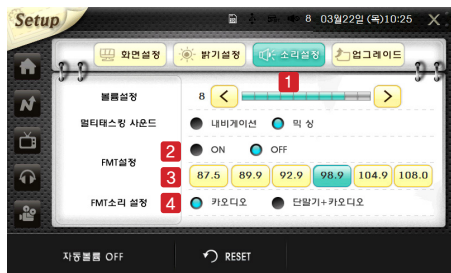 Setup 8 03월22일 (목)10:25 X
화면설정 밝기설정 소리설정 업그레이드
1
볼륨설정 8 < >
멀티태스킹 사운드 내비게이션 믹 싱
2 ON OFF
FMT설정
3 87.5 89.9 92.9 98.9 104.9 108.0
FMT소리 설정 4 카오디오 단말기+카오디오
자동볼륨 OFF RESET